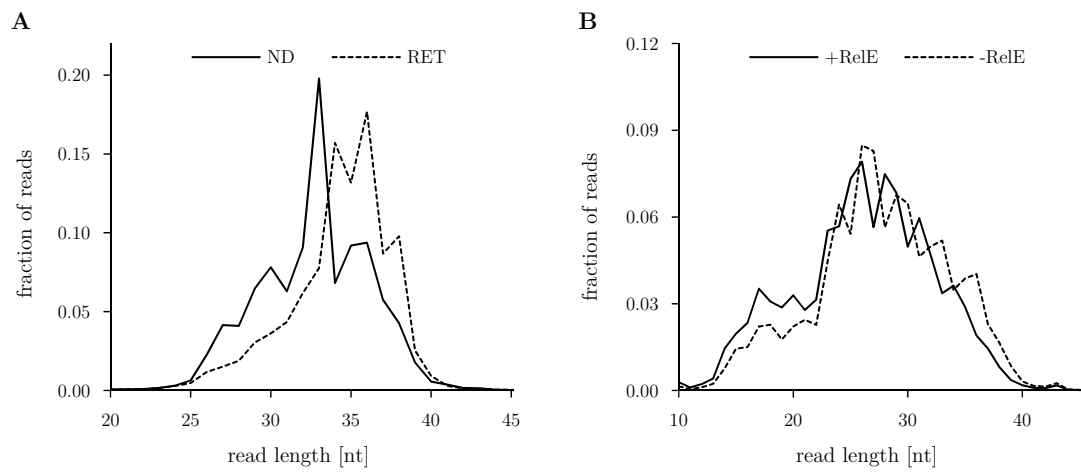 A
ND RET
0.20
0.15
0.10
0.05
0.00
20 25 30 35 40 45
read length [nt]
fraction of reads
B
+RelE -RelE
0.12
0.09
0.06
0.03
0.00
10 20 30 40
read length [nt]
fraction of reads